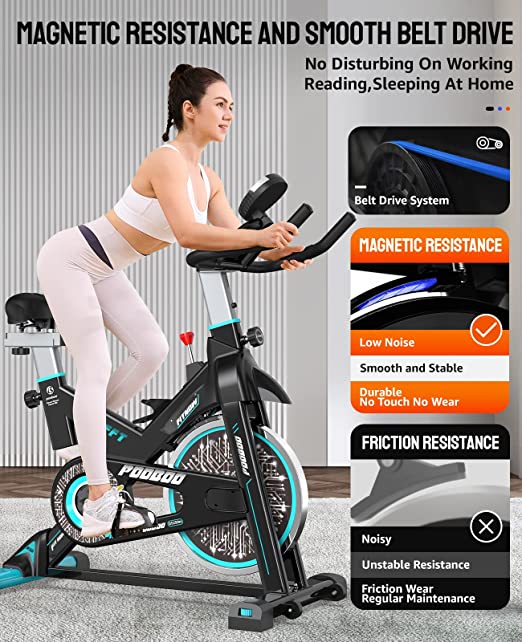 MAGNETIC RESISTANCE AND SMOOTH BELT DRIVE
No Disturbing On Working
Reading,Sleeping At Home
Belt Drive System
MAGNETIC RESISTANCE
Low Noise
Smooth and Stable
Durable
No Touch No Wear
FRICTION RESISTANCE
Noisy
Unstable Resistance
Friction Wear
Regular Maintenance
POOBOO
POOBOO